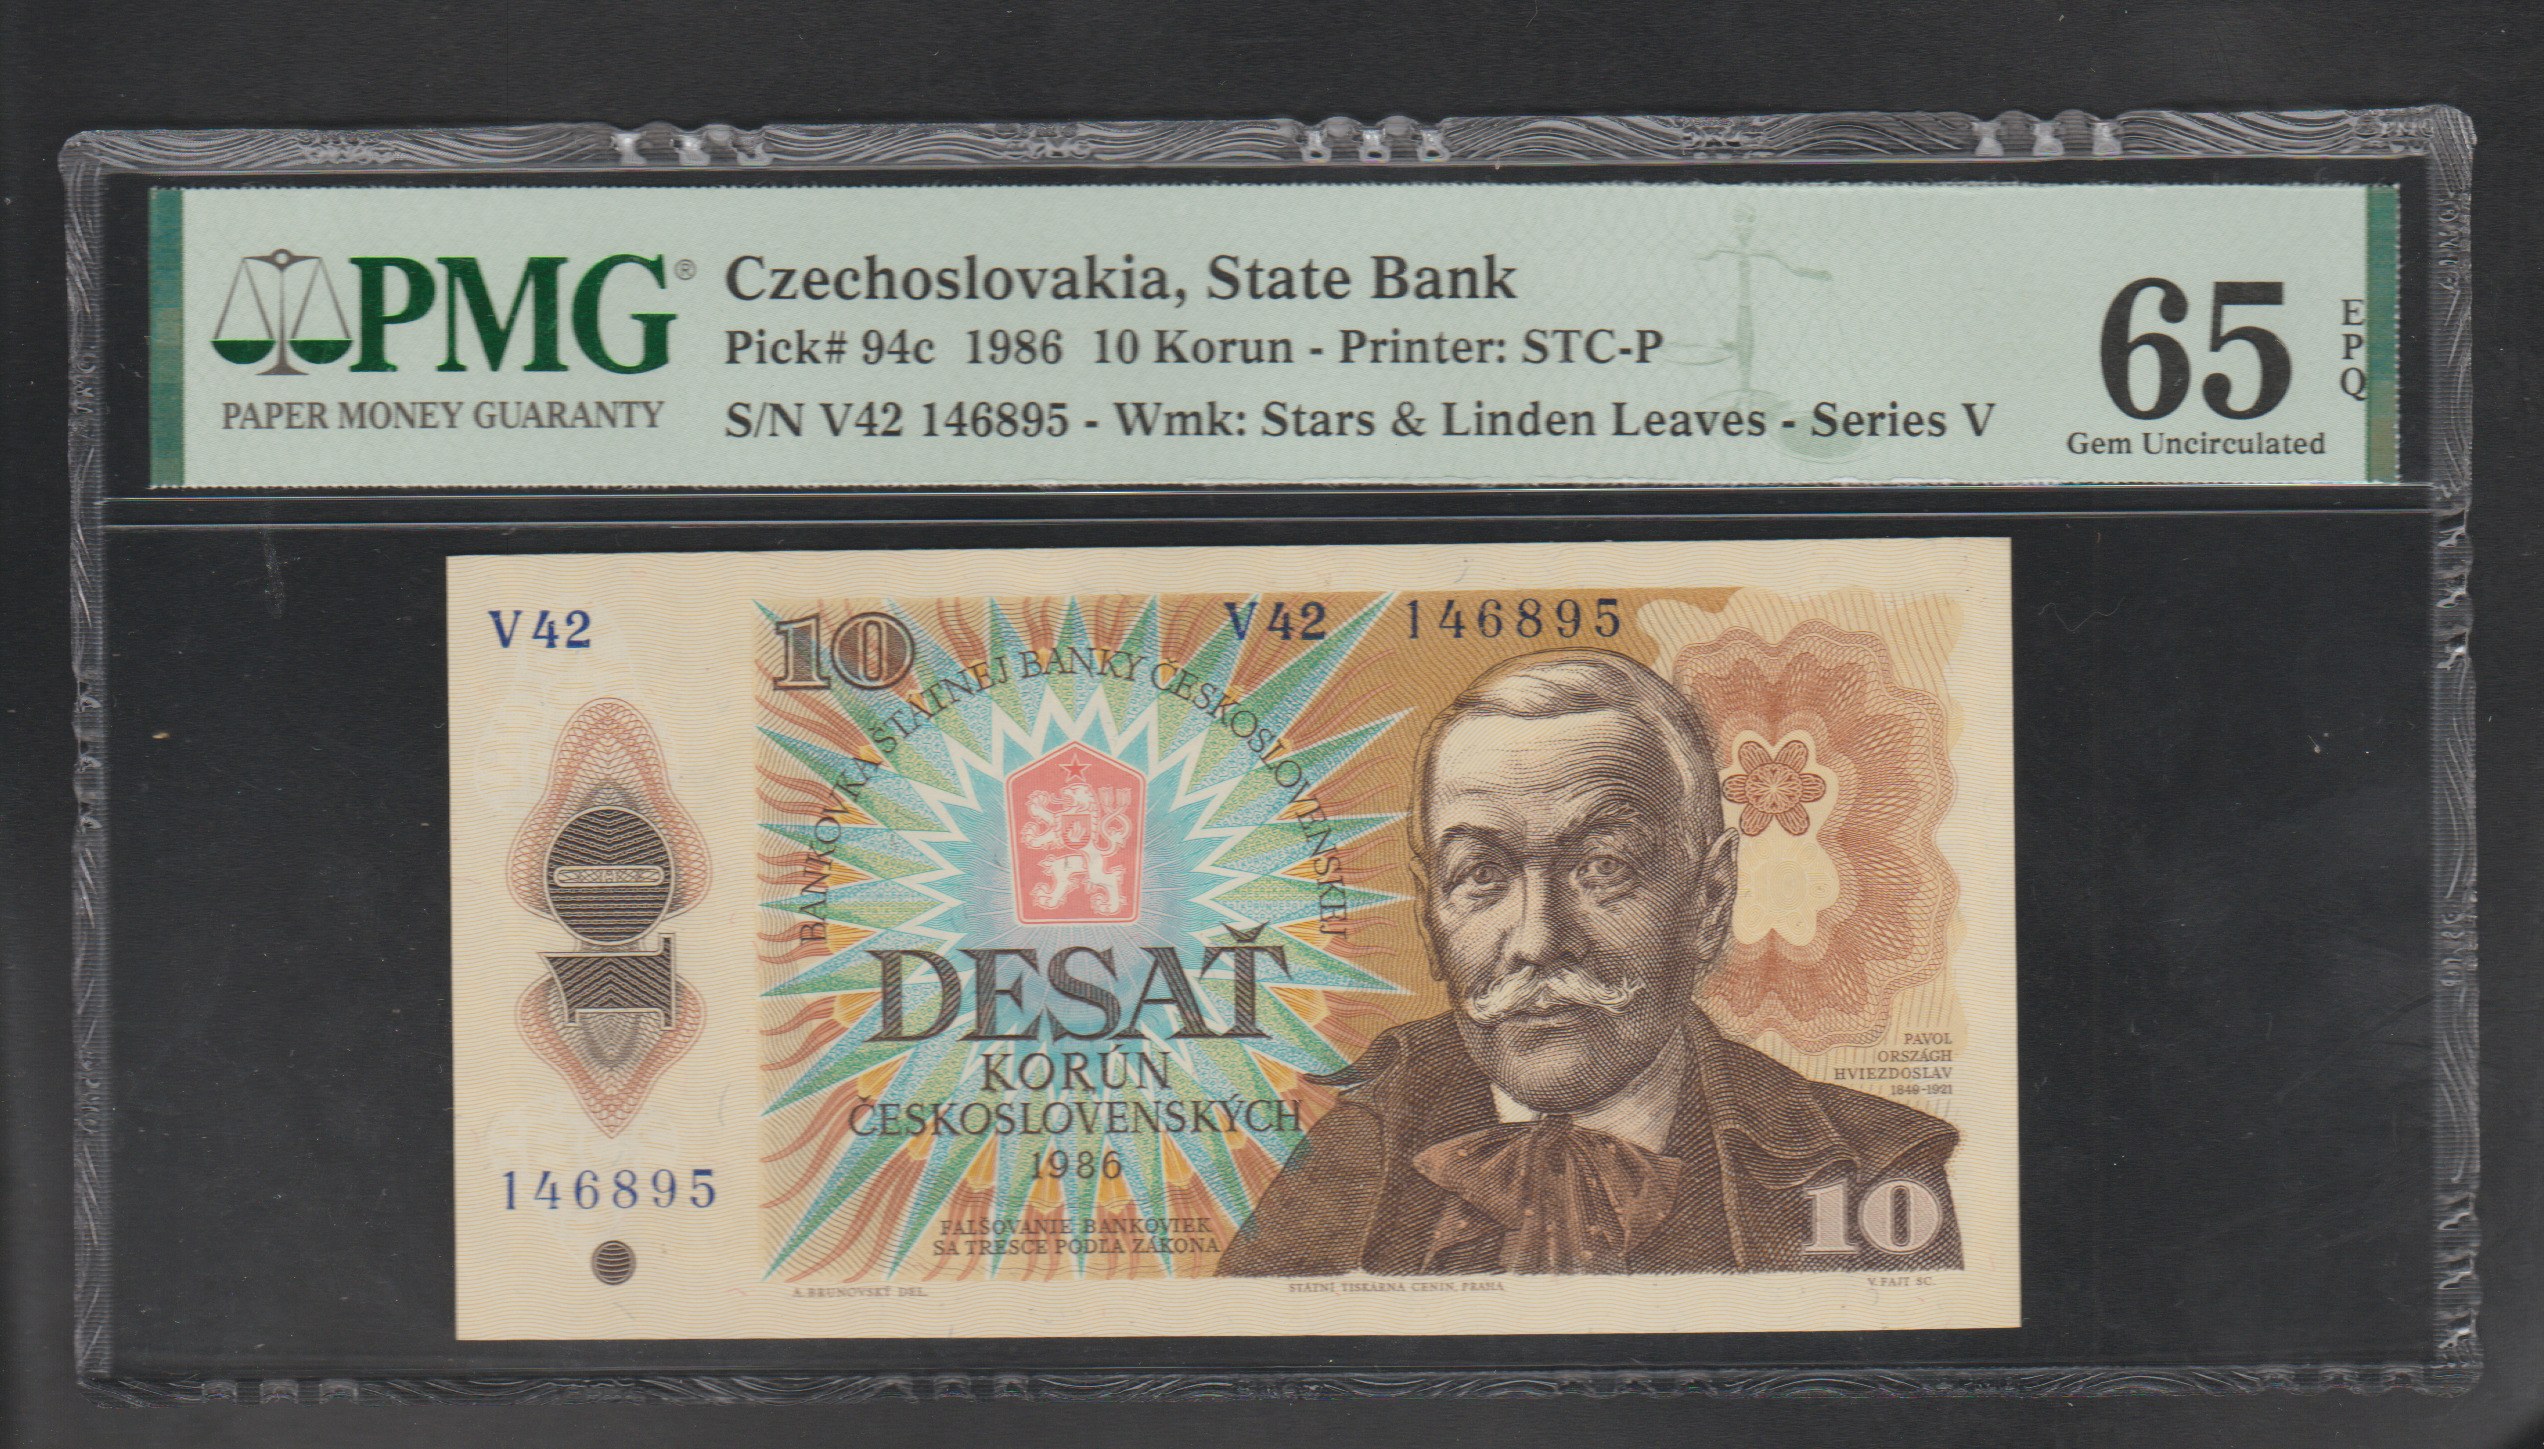 PMG®
PAPER MONEY GUARANTY
Czechoslovakia, State Bank
Pick# 94c 1986 10 Korun - Printer: STC-P
S/N V42 146895 - Wmk: Stars & Linden Leaves - Series V
65
EPQ
Gem Uncirculated
V42
10
V42 146895
BANKOVKA ŠTÁTNEJ BANKY ČESKOSLOVENSKEJ
10
DESAŤ
KORÚN
ČESKOSLOVENSKÝCH
1986
PAVOL
ORSZÁGH
HVIEZDOSLAV
1849-1921
146895
FALŠOVANIE BANKOVIEK
SA TRESCE PODĽA ZÁKONA
10
A. BRUNOVSKÝ DEL.
STÁTNÍ TISKÁRNA CENIN, PRAHA
V. FAJT SC.